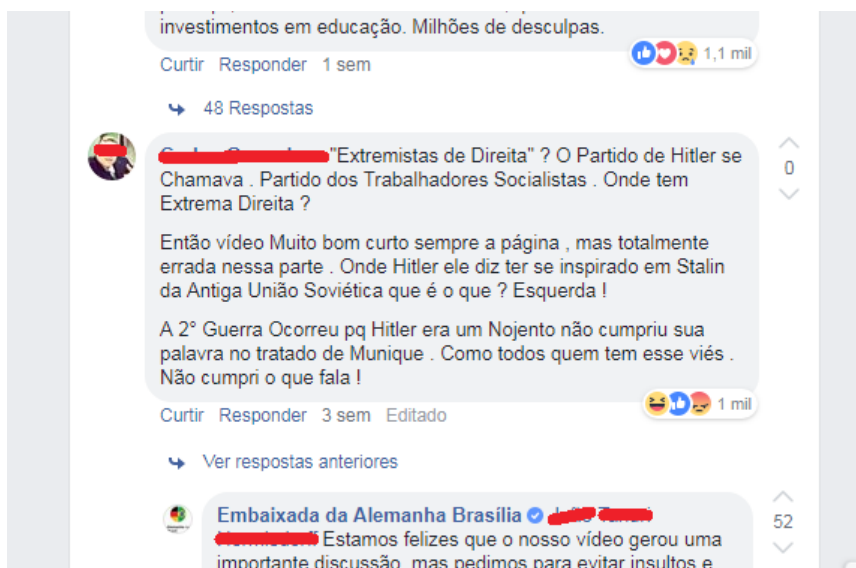 investimentos em educação. Milhões de desculpas.
1,1 mil
Curtir Responder 1 sem
48 Respostas
"Extremistas de Direita" ? O Partido de Hitler se
Chamava . Partido dos Trabalhadores Socialistas . Onde tem
Extrema Direita ?
0
Então vídeo Muito bom curto sempre a página , mas totalmente
errada nessa parte . Onde Hitler ele diz ter se inspirado em Stalin
da Antiga União Soviética que é o que ? Esquerda !
A 2° Guerra Ocorreu pq Hitler era um Nojento não cumpriu sua
palavra no tratado de Munique . Como todos quem tem esse viés .
Não cumpri o que fala !
1 mil
Curtir Responder 3 sem Editado
Ver respostas anteriores
Embaixada da Alemanha Brasília
52
Estamos felizes que o nosso vídeo gerou uma
importante discussão, mas pedimos para evitar insultos e